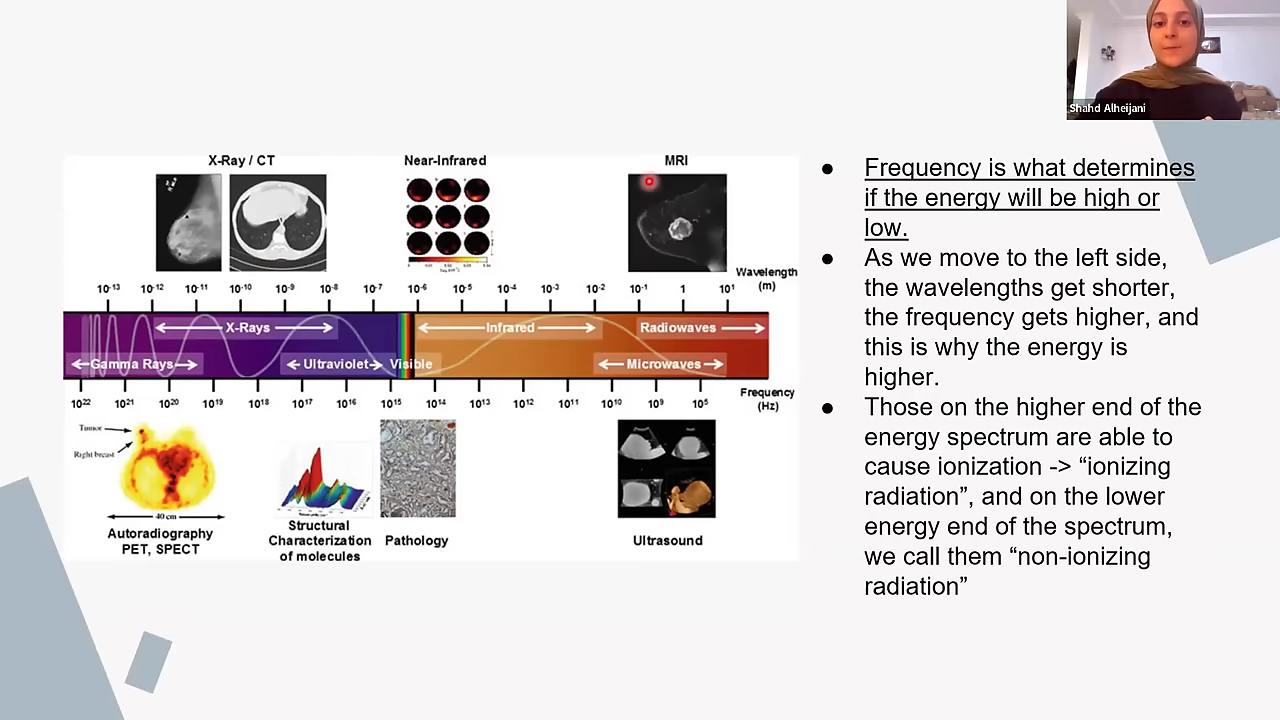 Shahd Alheijani
X-Ray / CT
Near-Infrared
MRI
Wavelength
(m)
10-13 10-12 10-11 10-10 10-9 10-8 10-7 10-6 10-5 10-4 10-3 10-2 10-1 1 101
X-Rays
Infrared
Radiowaves
Gamma Rays
Ultraviolet
Visible
Microwaves
1022 1021 1020 1019 1018 1017 1016 1015 1014 1013 1012 1011 1010 109 105
Frequency
(Hz)
Tumor
Right breast
40 cm
Autoradiography
PET, SPECT
Structural
Characterization
of molecules
Pathology
Ultrasound
● Frequency is what determines
if the energy will be high or
low.
● As we move to the left side,
the wavelengths get shorter,
the frequency gets higher, and
this is why the energy is
higher.
● Those on the higher end of the
energy spectrum are able to
cause ionization -> “ionizing
radiation”, and on the lower
energy end of the spectrum,
we call them “non-ionizing
radiation”